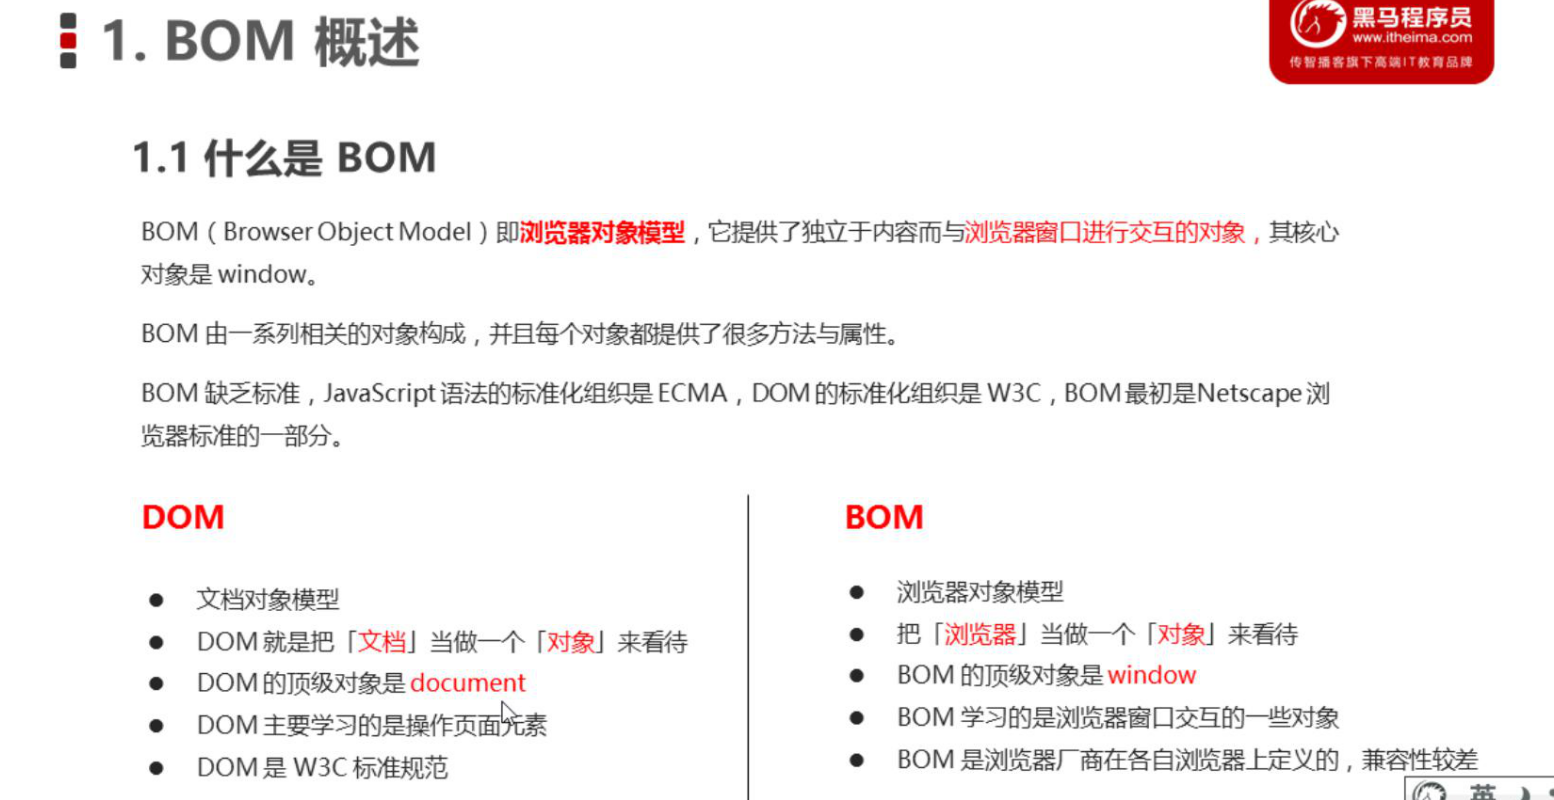 1. BOM 概述
黑马程序员
www.itheima.com
传智播客旗下高端IT教育品牌
1.1 什么是 BOM
BOM（Browser Object Model）即浏览器对象模型，它提供了独立于内容而与浏览器窗口进行交互的对象，其核心
对象是 window。
BOM 由一系列相关的对象构成，并且每个对象都提供了很多方法与属性。
BOM 缺乏标准，JavaScript 语法的标准化组织是 ECMA，DOM 的标准化组织是 W3C，BOM 最初是Netscape 浏
览器标准的一部分。
DOM
文档对象模型
DOM 就是把「文档」当做一个「对象」来看待
DOM 的顶级对象是 document
DOM 主要学习的是操作页面元素
DOM 是 W3C 标准规范
BOM
浏览器对象模型
把「浏览器」当做一个「对象」来看待
BOM 的顶级对象是 window
BOM 学习的是浏览器窗口交互的一些对象
BOM 是浏览器厂商在各自浏览器上定义的，兼容性较差
英